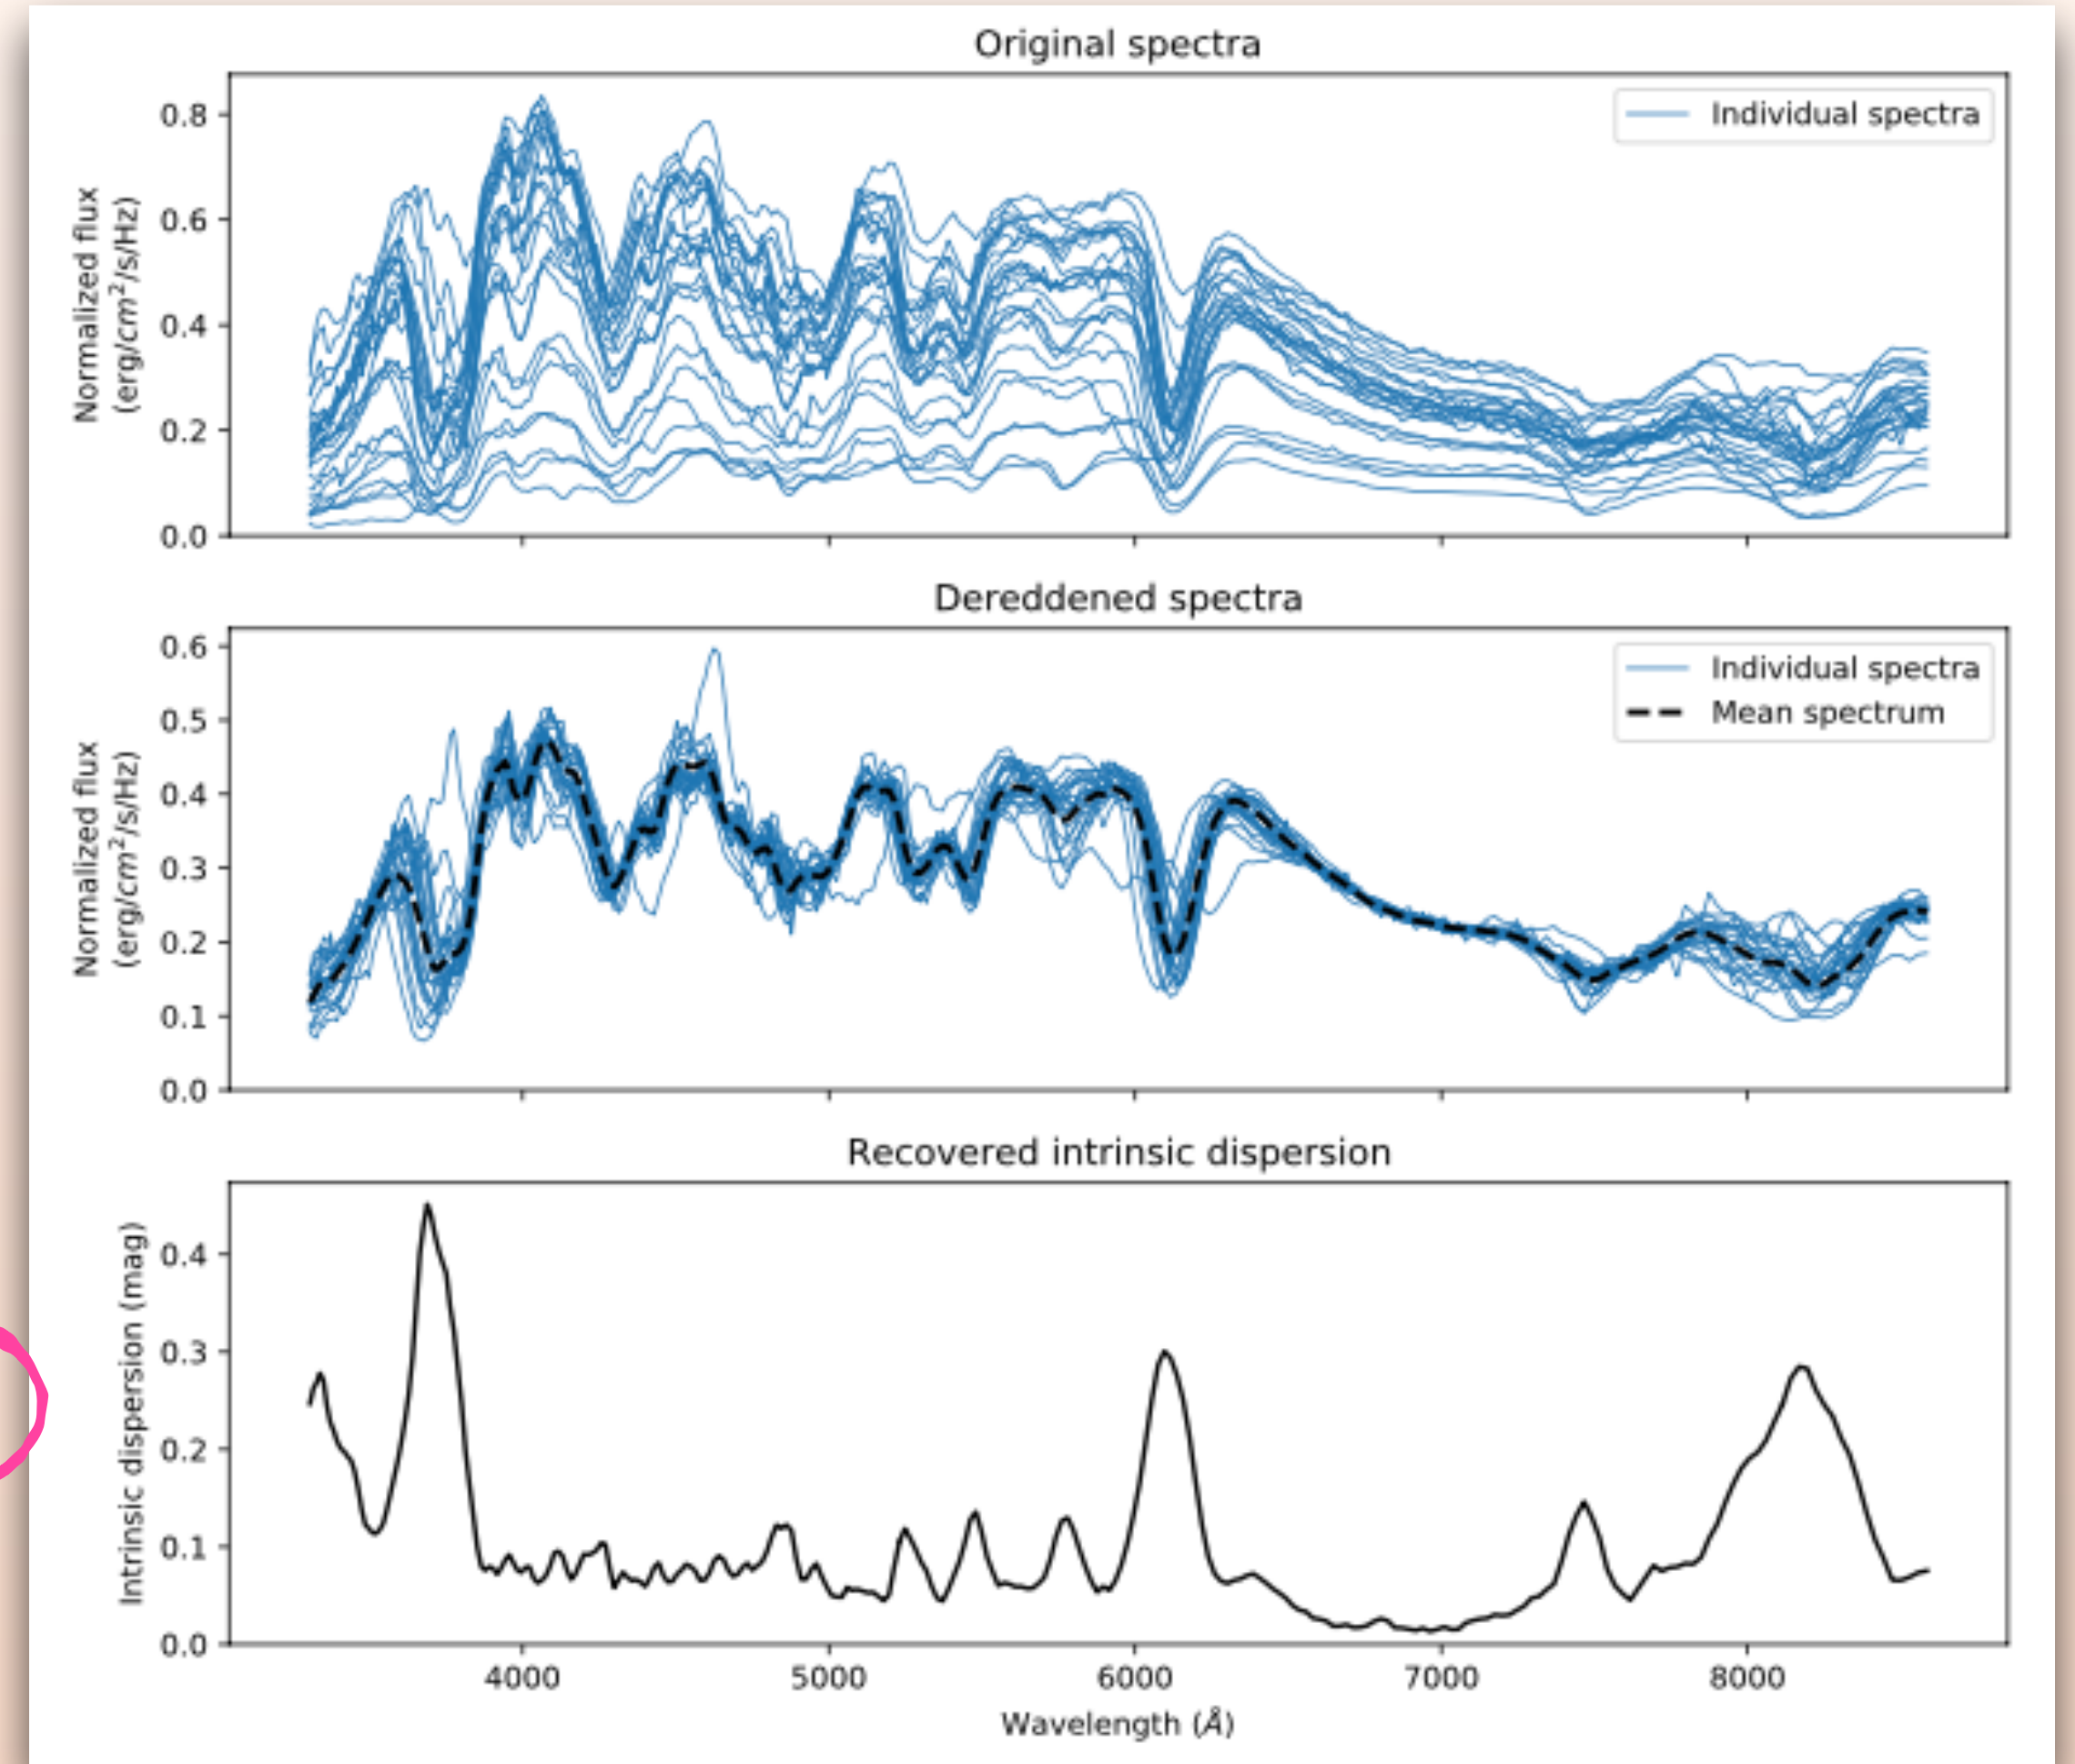 Original spectra
0.8
0.6
0.4
0.2
0.0
Normalized flux
(erg/cm²/s/Hz)
Individual spectra
Dereddened spectra
0.6
0.5
0.4
0.3
0.2
0.1
0.0
Normalized flux
(erg/cm²/s/Hz)
Individual spectra
Mean spectrum
Recovered intrinsic dispersion
0.4
0.3
0.2
0.1
0.0
Intrinsic dispersion (mag)
4000 5000 6000 7000 8000
Wavelength (Å)